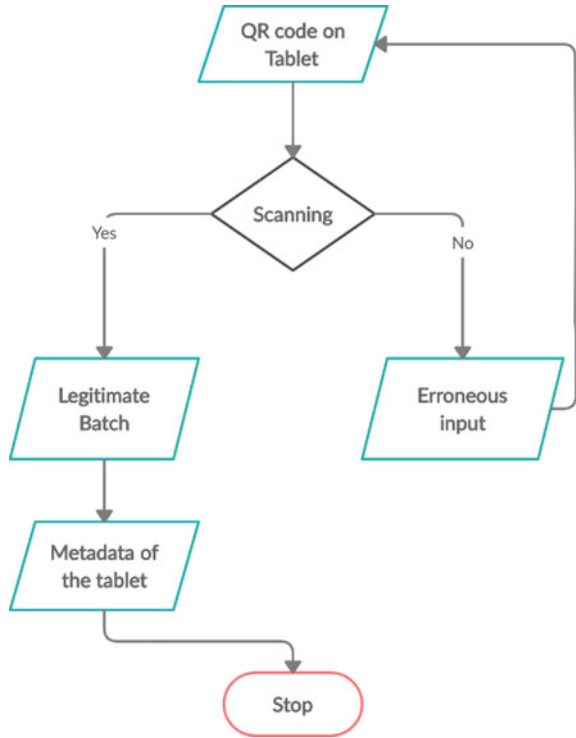 QR code on
Tablet
Scanning
Yes
No
Legitimate
Batch
Erroneous
input
Metadata of
the tablet
Stop